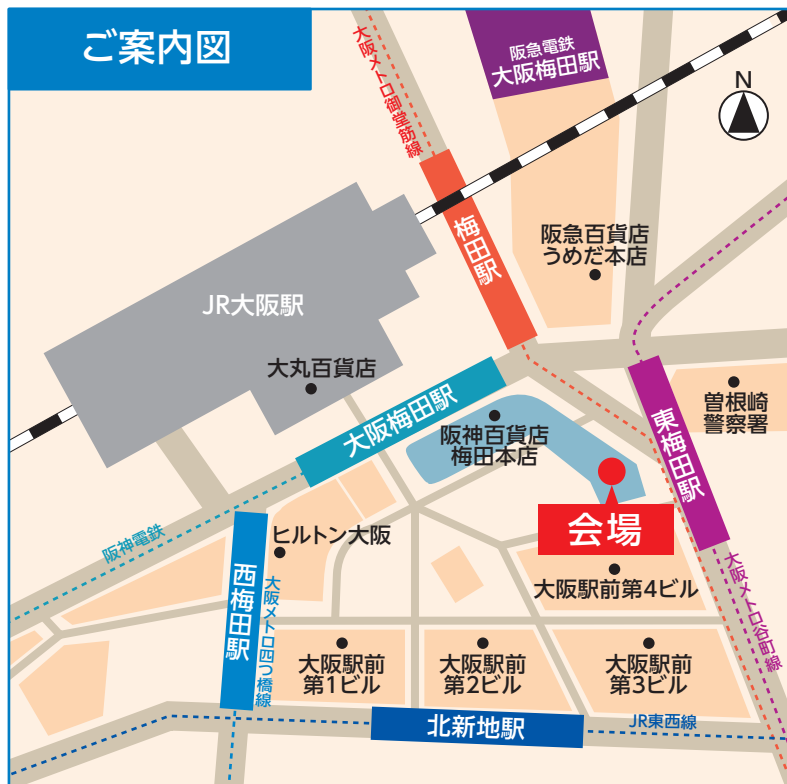 ご案内図
大阪メトロ御堂筋線
阪急電鉄
大阪梅田駅
N
梅田駅
阪急百貨店
うめだ本店
JR大阪駅
大丸百貨店
大阪梅田駅
阪神百貨店
梅田本店
東梅田駅
曽根崎
警察署
会場
阪神電鉄
ヒルトン大阪
西梅田駅
大阪メトロ四つ橋線
大阪駅前第4ビル
大阪メトロ谷町線
大阪駅前
第1ビル
大阪駅前
第2ビル
大阪駅前
第3ビル
北新地駅
JR東西線